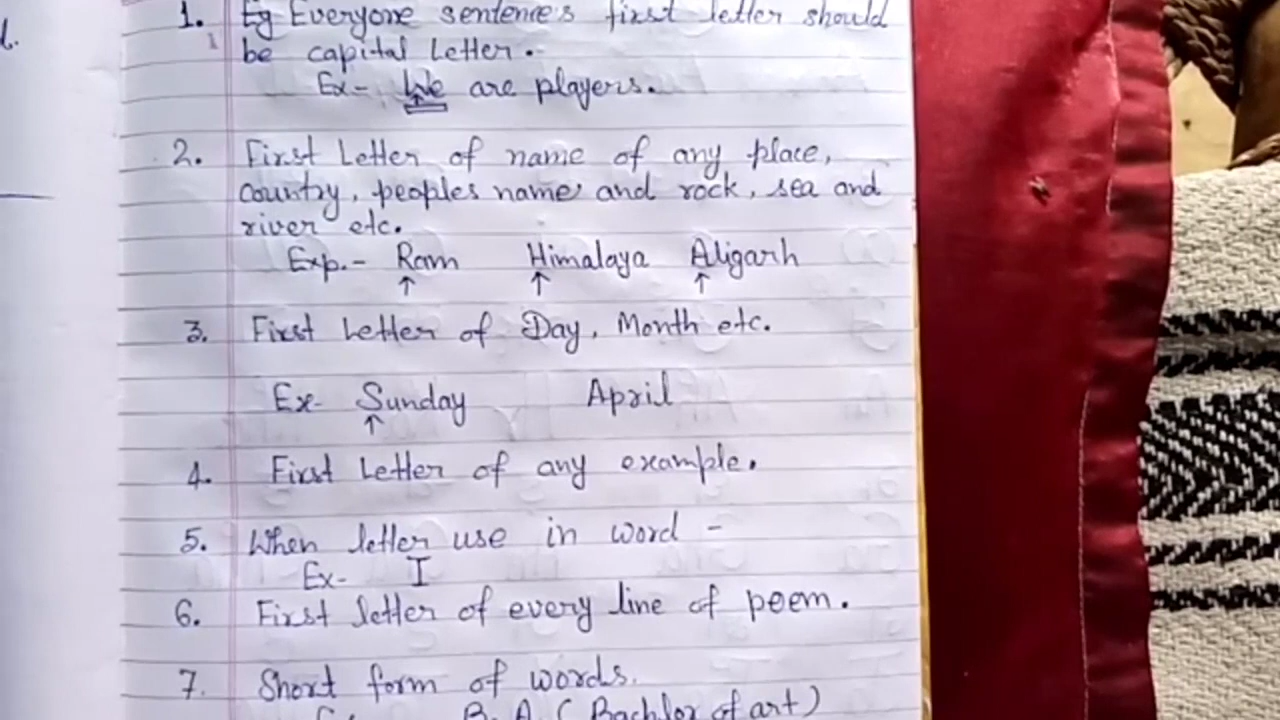 1. Eg Everyone sentence's first letter should
be capital Letter.
Ex- We are players.
2. First Letter of name of any place,
country, peoples name and rock, sea and
river etc.
Exp.- Ram Himalaya Aligarh
3. First Letter of Day, Month etc.
Ex- Sunday April
4. First Letter of any example.
5. When letter use in word -
Ex- I
6. First letter of every line of poem.
7. Short form of words.
B.A. ( Bachlor of art )